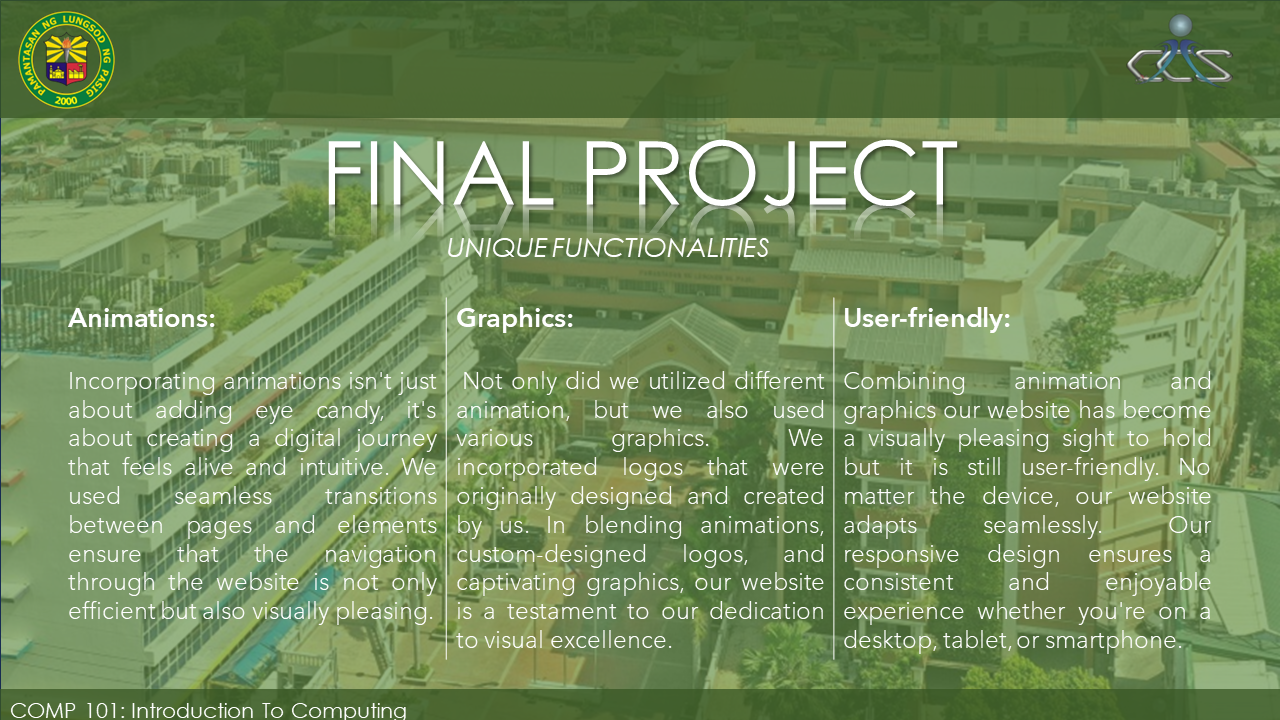 PAMANTASAN NG LUNGSOD NG PASIG
2000
CCS
FINAL PROJECT
UNIQUE FUNCTIONALITIES
Animations:
Incorporating animations isn't just
about adding eye candy, it's
about creating a digital journey
that feels alive and intuitive. We
used seamless transitions
between pages and elements
ensure that the navigation
through the website is not only
efficient but also visually pleasing.
Graphics:
Not only did we utilized different
animation, but we also used
various graphics. We
incorporated logos that were
originally designed and created
by us. In blending animations,
custom-designed logos, and
captivating graphics, our website
is a testament to our dedication
to visual excellence.
User-friendly:
Combining animation and
graphics our website has become
a visually pleasing sight to hold
but it is still user-friendly. No
matter the device, our website
adapts seamlessly. Our
responsive design ensures a
consistent and enjoyable
experience whether you're on a
desktop, tablet, or smartphone.
COMP 101: Introduction To Computing